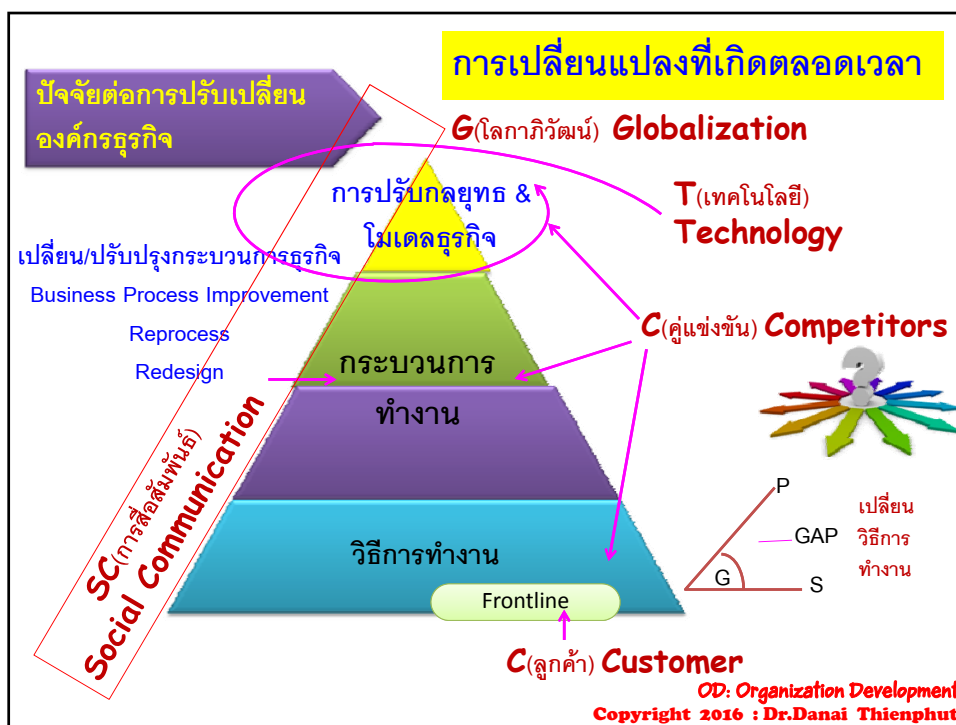 การเปลี่ยนแปลงที่เกิดตลอดเวลา
ปัจจัยต่อการปรับเปลี่ยน
องค์กรธุรกิจ
G(โลกาภิวัฒน์) Globalization
T(เทคโนโลยี)
Technology
การปรับกลยุทธ &
โมเดลธุรกิจ
เปลี่ยน/ปรับปรุงกระบวนการธุรกิจ
Business Process Improvement
Reprocess
Redesign
C(คู่แข่งขัน) Competitors
กระบวนการ
ทำงาน
SC(การสื่อสัมพันธ์)
Social Communication
P
GAP
G
S
เปลี่ยน
วิธีการ
ทำงาน
วิธีการทำงาน
Frontline
C(ลูกค้า) Customer
OD: Organization Development
Copyright 2016 : Dr.Danai Thienphut